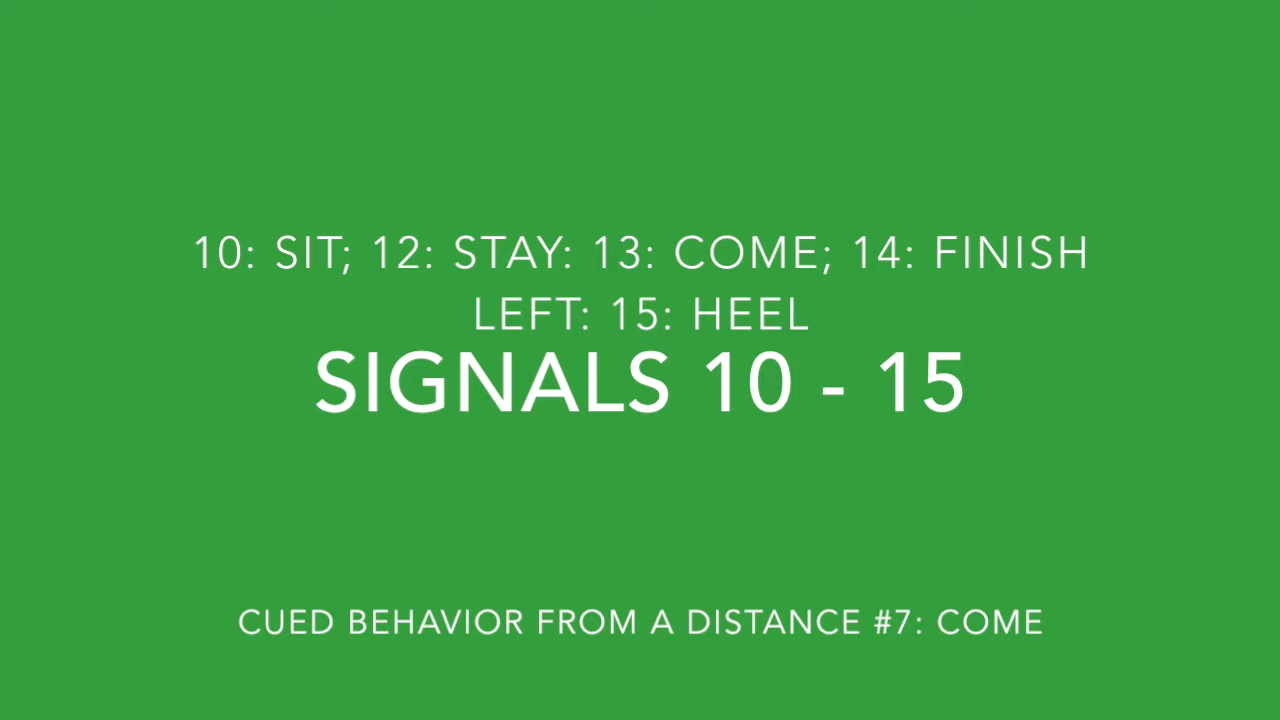 10: SIT; 12: STAY: 13: COME; 14: FINISH
LEFT: 15: HEEL
SIGNALS 10 - 15
CUED BEHAVIOR FROM A DISTANCE #7: COME